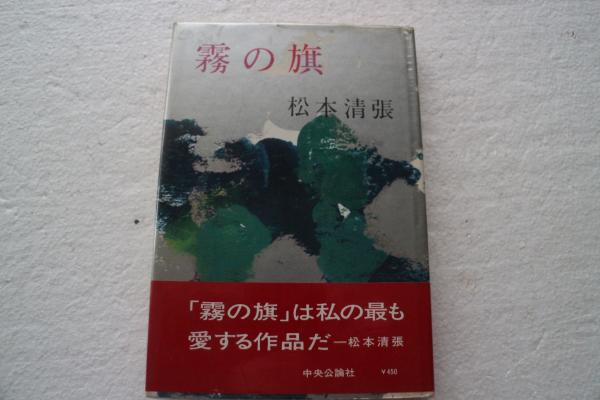 霧の旗
松本清張
「霧の旗」は私の最も
愛する作品だ—松本清張
中央公論社 ¥450